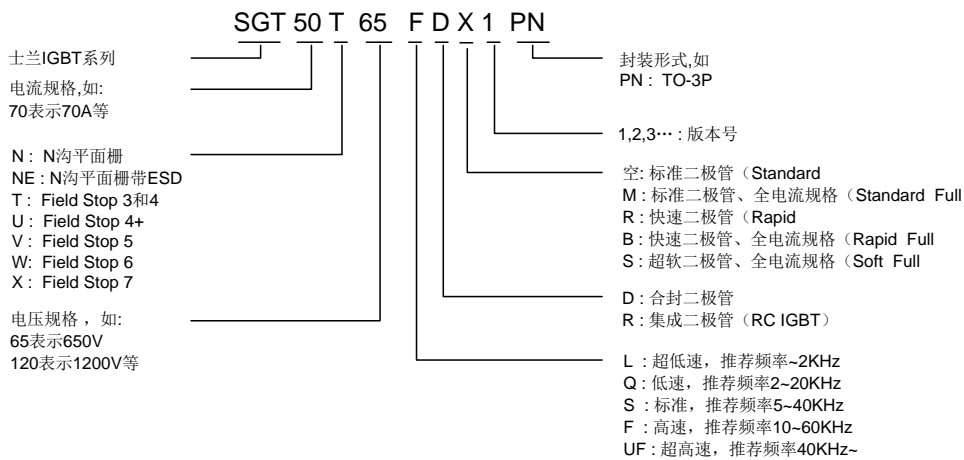 SGT 50 T 65 F D X 1 PN
士兰IGBT系列
电流规格,如:
70表示70A等
N : N沟平面栅
NE : N沟平面栅带ESD
T : Field Stop 3和4
U : Field Stop 4+
V : Field Stop 5
W: Field Stop 6
X : Field Stop 7
电压规格 ，如:
65表示650V
120表示1200V等
封装形式,如
PN : TO-3P
1,2,3… : 版本号
空: 标准二极管（Standard
M : 标准二极管、全电流规格（Standard Full
R : 快速二极管（Rapid
B : 快速二极管、全电流规格（Rapid Full
S : 超软二极管、全电流规格（Soft Full
D : 合封二极管
R : 集成二极管（RC IGBT）
L : 超低速，推荐频率~2KHz
Q : 低速，推荐频率2~20KHz
S : 标准，推荐频率5~40KHz
F : 高速，推荐频率10~60KHz
UF : 超高速，推荐频率40KHz~